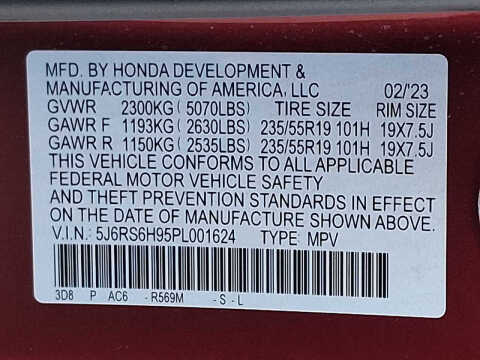 MFD. BY HONDA DEVELOPMENT &
MANUFACTURING OF AMERICA, LLC 02/'23
GVWR 2300KG ( 5070LBS) TIRE SIZE RIM SIZE
GAWR F 1193KG ( 2630LBS) 235/55R19 101H 19X7.5J
GAWR R 1150KG ( 2535LBS) 235/55R19 101H 19X7.5J
THIS VEHICLE CONFORMS TO ALL APPLICABLE
FEDERAL MOTOR VEHICLE SAFETY
AND THEFT PREVENTION STANDARDS IN EFFECT
ON THE DATE OF MANUFACTURE SHOWN ABOVE.
V.I.N.: 5J6RS6H95PL001624 TYPE: MPV
3D8 P AC6 - R569M - S - L